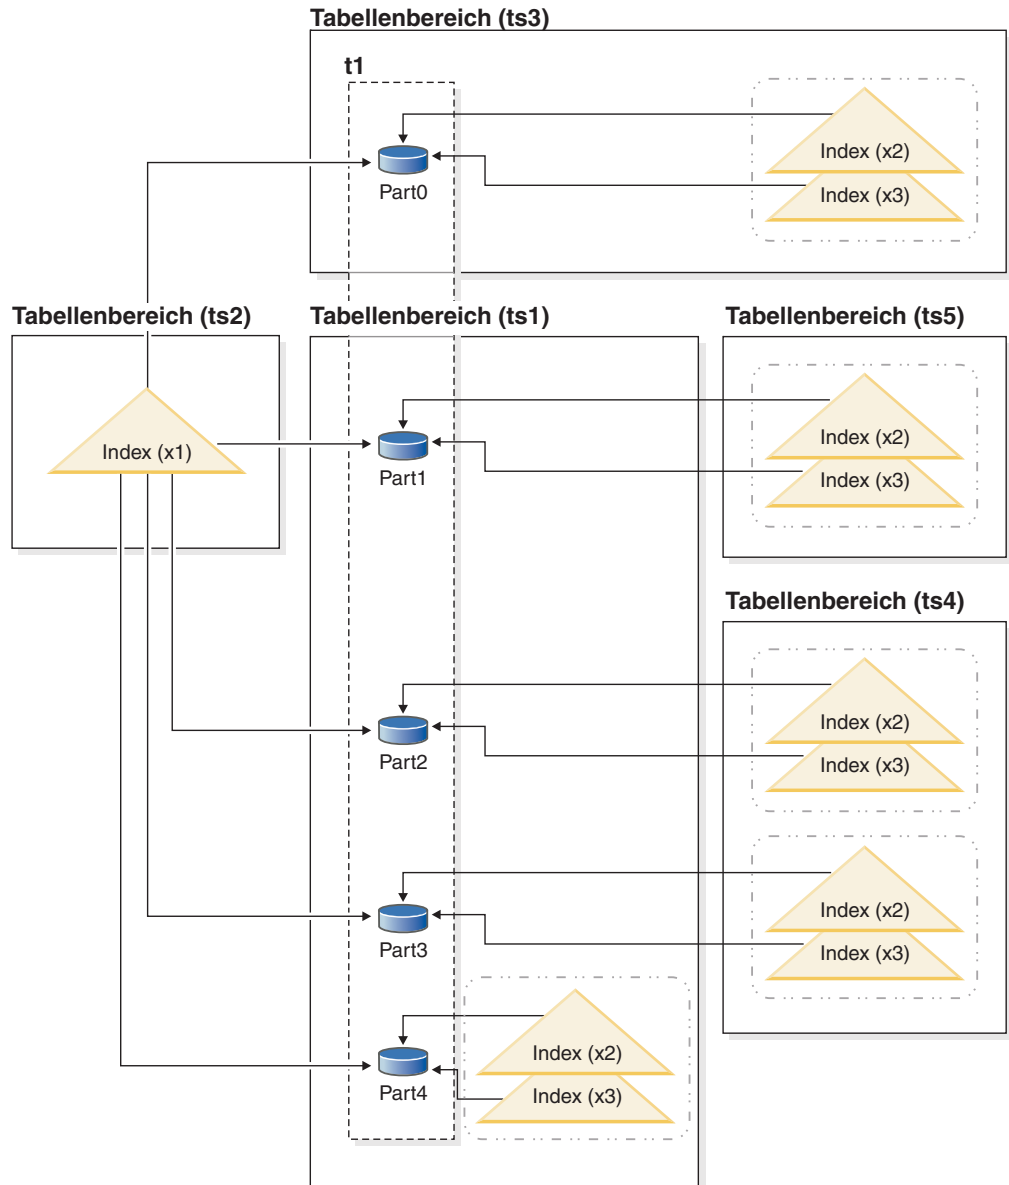 Tabellenbereich (ts3)
t1
Part0
Index (x2)
Index (x3)
Tabellenbereich (ts2)
Index (x1)
Tabellenbereich (ts1)
Part1
Part2
Part3
Part4
Index (x2)
Index (x3)
Tabellenbereich (ts5)
Index (x2)
Index (x3)
Tabellenbereich (ts4)
Index (x2)
Index (x3)
Index (x2)
Index (x3)